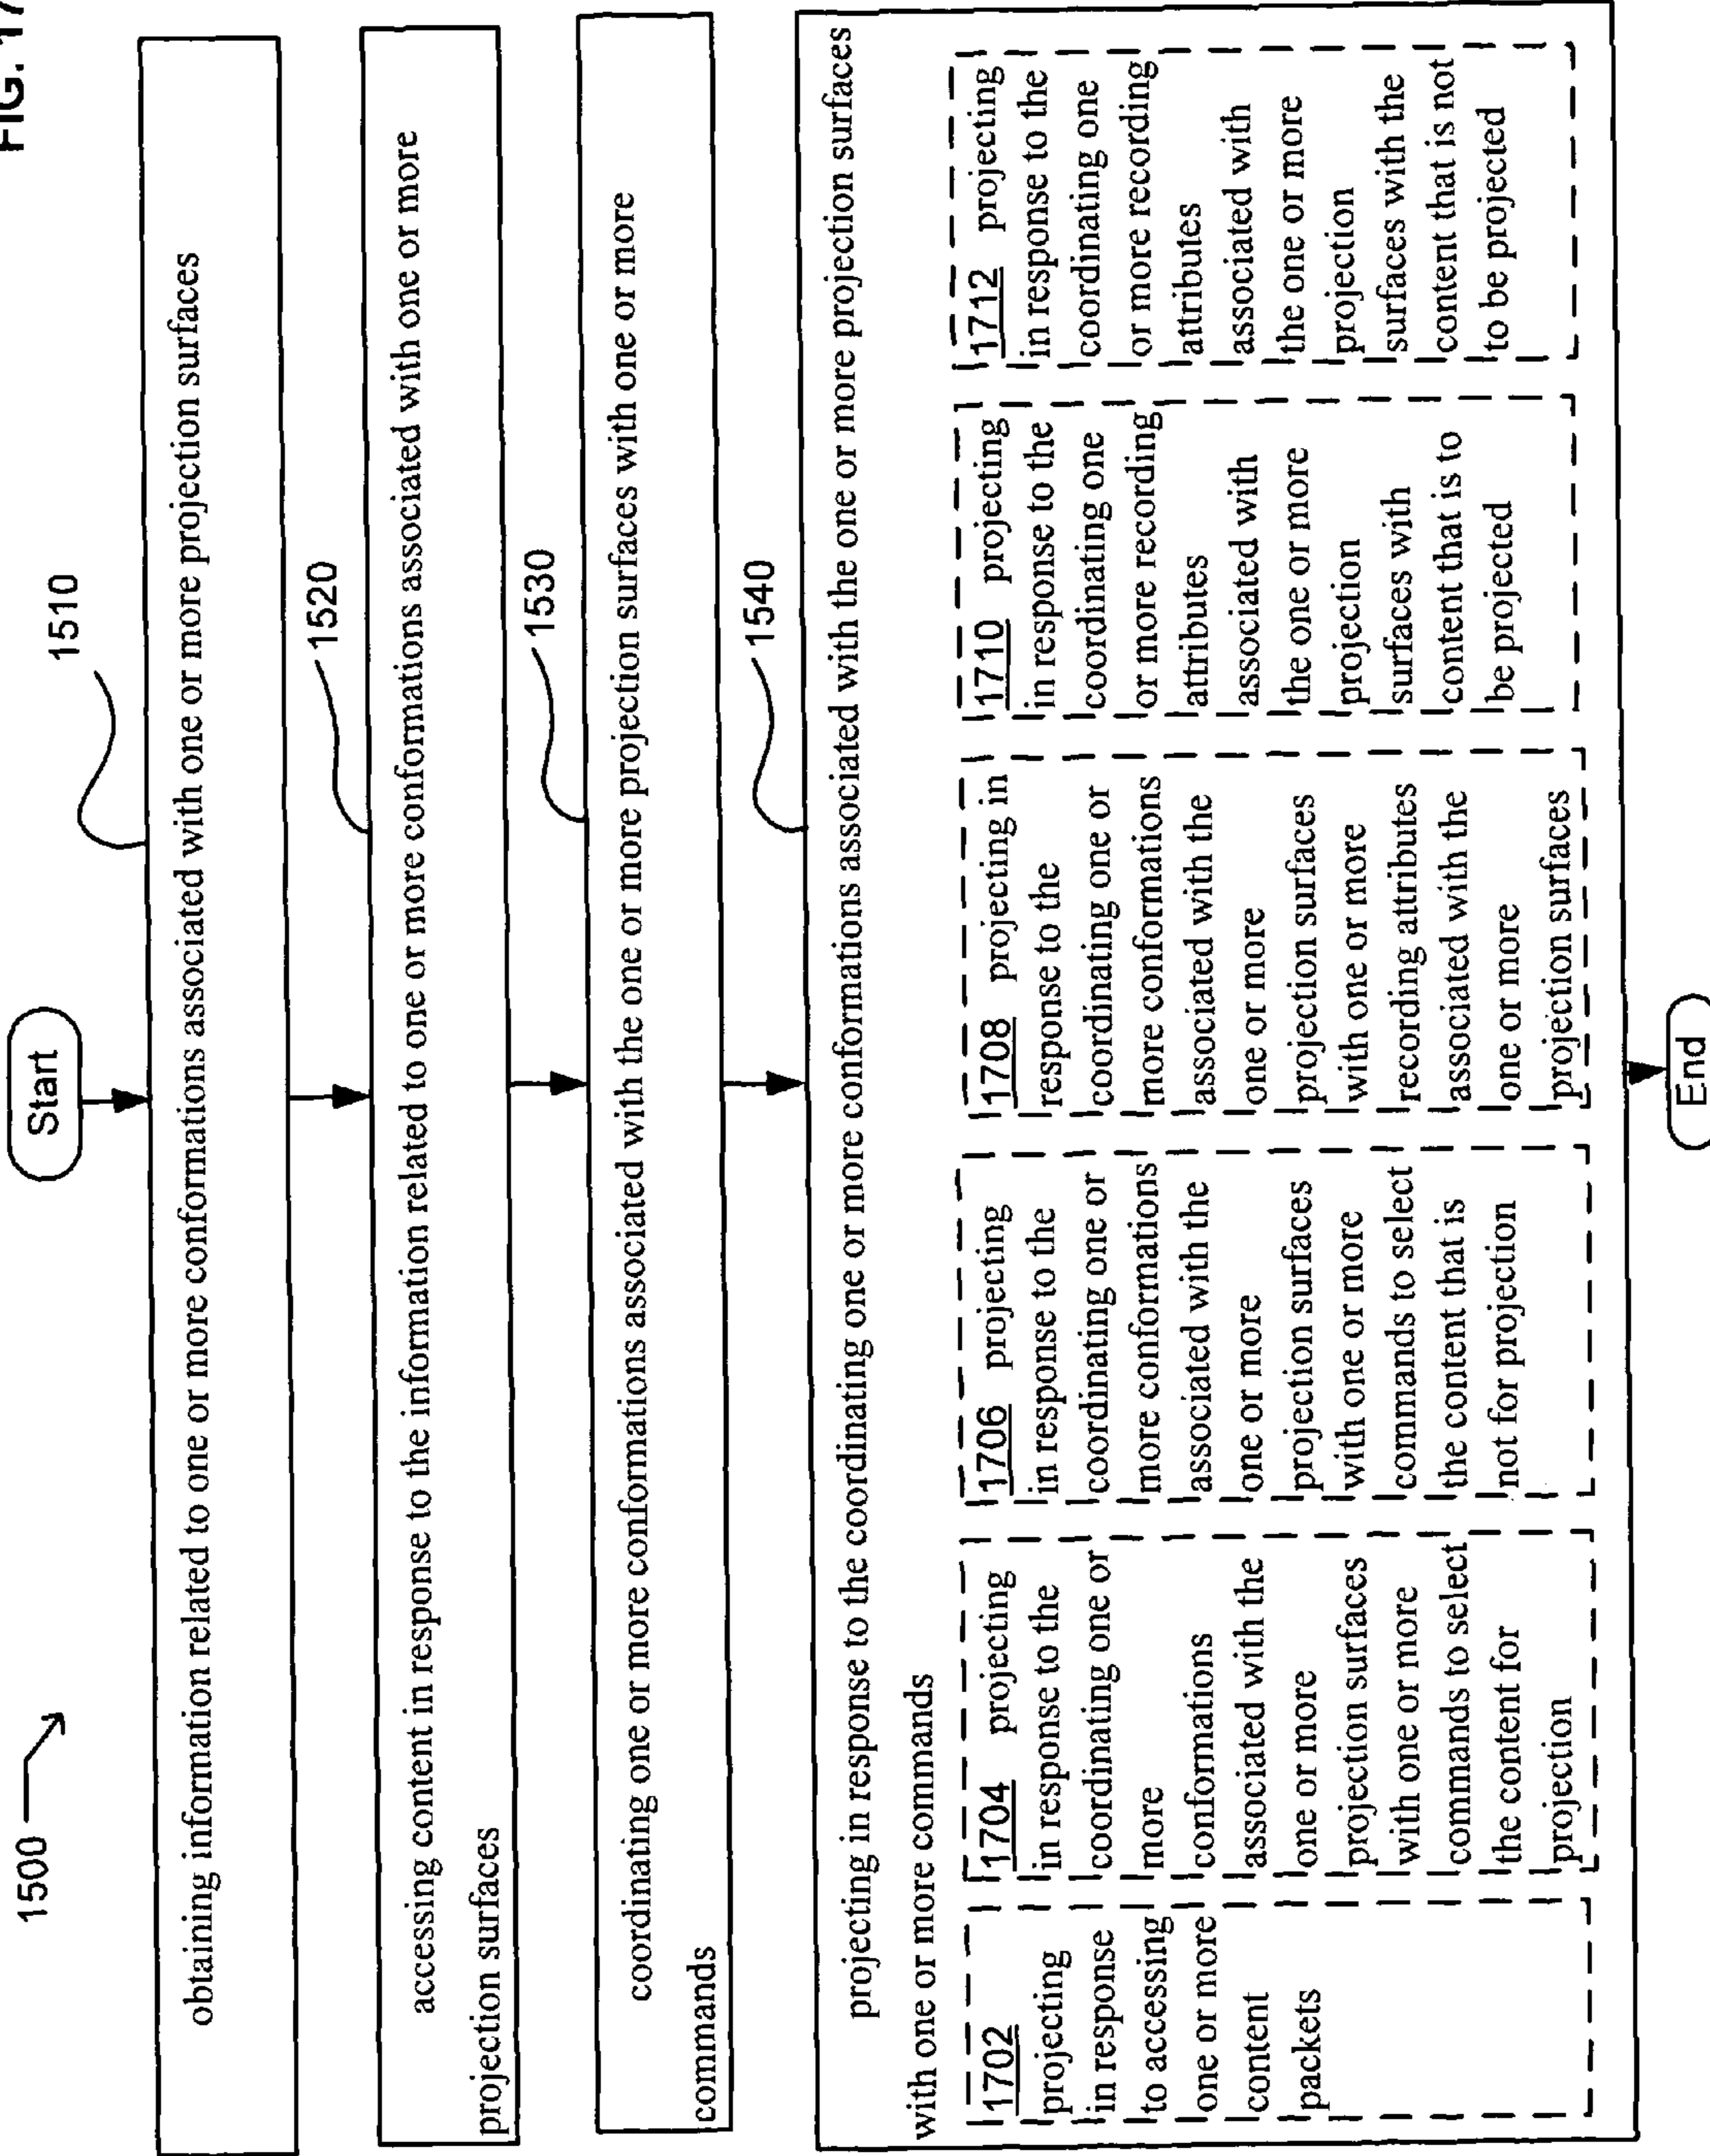 FIG. 17
1500
Start
1510
obtaining information related to one or more conformations associated with one or more projection surfaces
1520
accessing content in response to the information related to one or more conformations associated with one or more
projection surfaces
1530
coordinating one or more conformations associated with the one or more projection surfaces with one or more
commands
1540
projecting in response to the coordinating one or more conformations associated with the one or more projection surfaces
with one or more commands
1702
projecting
in response
to accessing
one or more
content
packets
1704 projecting
in response to the
coordinating one or
more
conformations
associated with the
one or more
projection surfaces
with one or more
commands to select
the content for
projection
1706 projecting
in response to the
coordinating one or
more conformations
associated with the
one or more
projection surfaces
with one or more
commands to select
the content that is
not for projection
1708 projecting in
response to the
coordinating one or
more conformations
associated with the
one or more
projection surfaces
with one or more
recording attributes
associated with the
one or more
projection surfaces
1710 projecting
in response to the
coordinating one
or more recording
attributes
associated with
the one or more
projection
surfaces with
content that is to
be projected
1712 projecting
in response to the
coordinating one
or more recording
attributes
associated with
the one or more
projection
surfaces with the
content that is not
to be projected
End